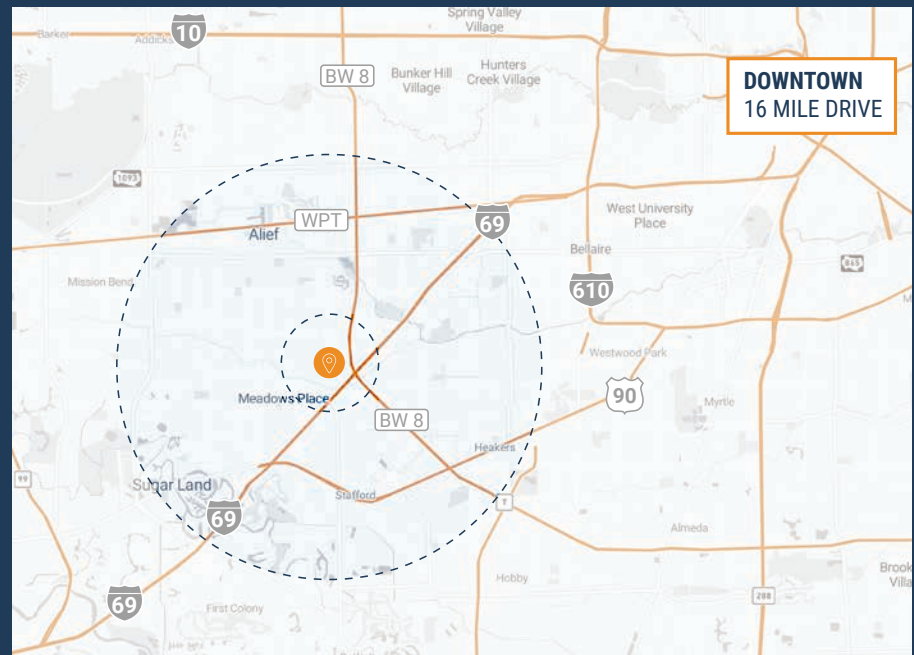 Spring Valley
Village
Barker
Addicks
10
BW 8
Bunker Hill
Village
Hunters
Creek Village
DOWNTOWN
16 MILE DRIVE
1093
WPT
69
Alief
West University
Place
Bellaire
865
Mission Bend
610
Westwood Park
Meadows Place
90
Myrtle
BW 8
Heakers
99
Sugar Land
Stafford
T
69
Almeda
Hobby
Brook
Villa
69
288
First Colony